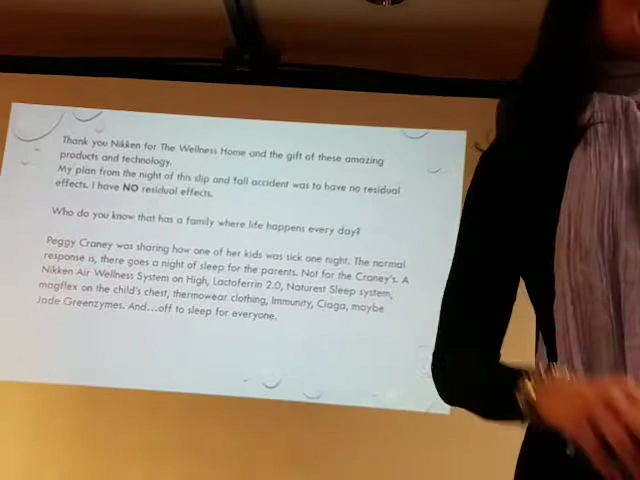 Thank you Nikken for The Wellness Home and the gift of these amazing
products and technology.
My plan from the night of this slip and fall accident was to have no residual
effects. I have NO residual effects.
Who do you know that has a family where life happens every day?
Peggy Craney was sharing how one of her kids was sick one night. The normal
response is, there goes a night of sleep for the parents. Not for the Craney's. A
Nikken Air Wellness System on High, Lactoferrin 2.0, Naturest Sleep system,
magflex on the child's chest, thermowear clothing, Immunity, Ciaga, maybe
Jade Greenzymes. And...off to sleep for everyone.